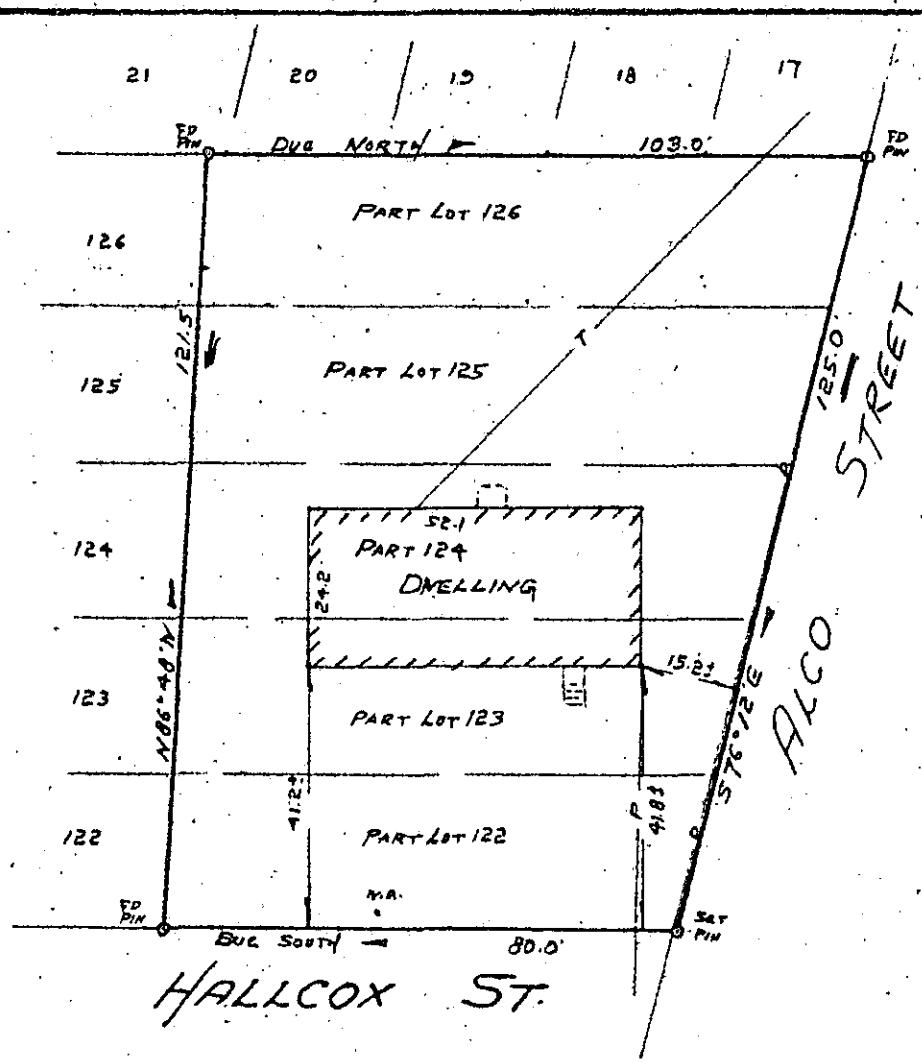 21 20 19 18 17
FD PIN
DUE NORTH 103.0'
FD PIN
PART LOT 126
126
121.5'
T
125
PART LOT 125
125.0'
STREET
52.1
124
PART 124
24.2
DWELLING
15.2±
N86°48'W
123
PART LOT 123
S76°12'E
ALCO
41.2±
P
41.8±
122
PART LOT 122
FD PIN
SET PIN
DUE SOUTH 80.0'
HALLCOX ST.